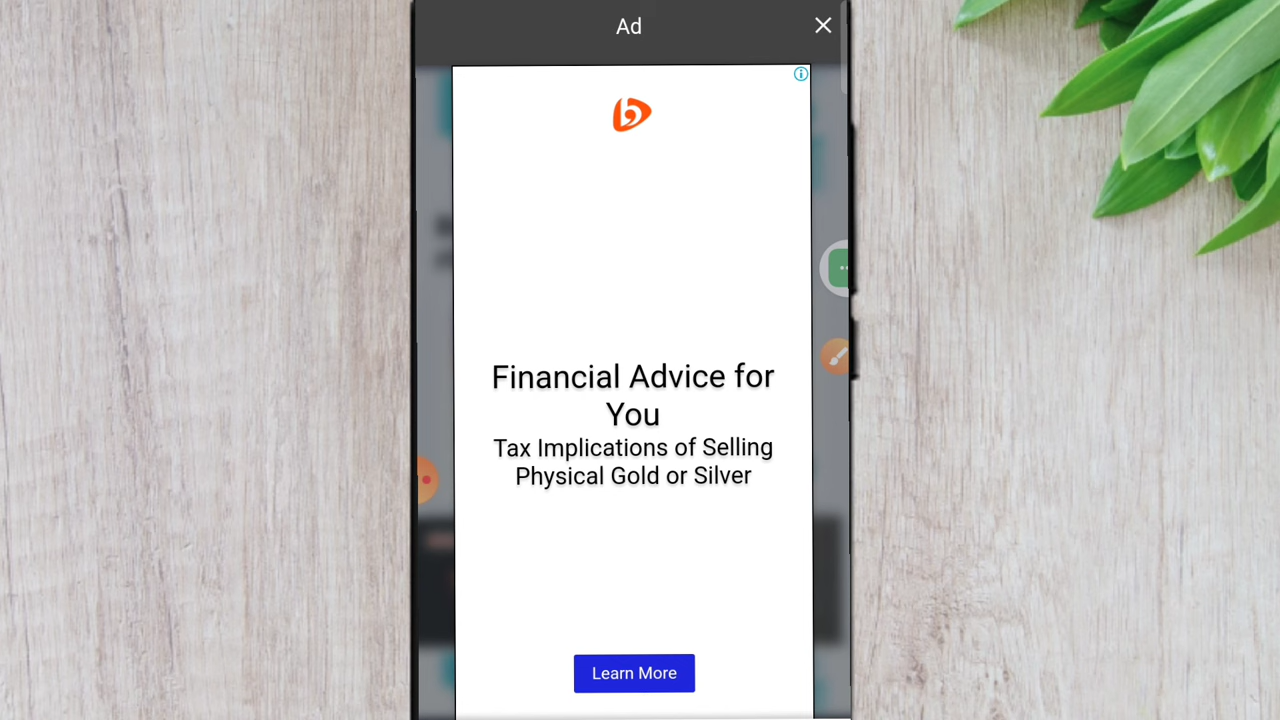 Ad
Financial Advice for
You
Tax Implications of Selling
Physical Gold or Silver
Learn More